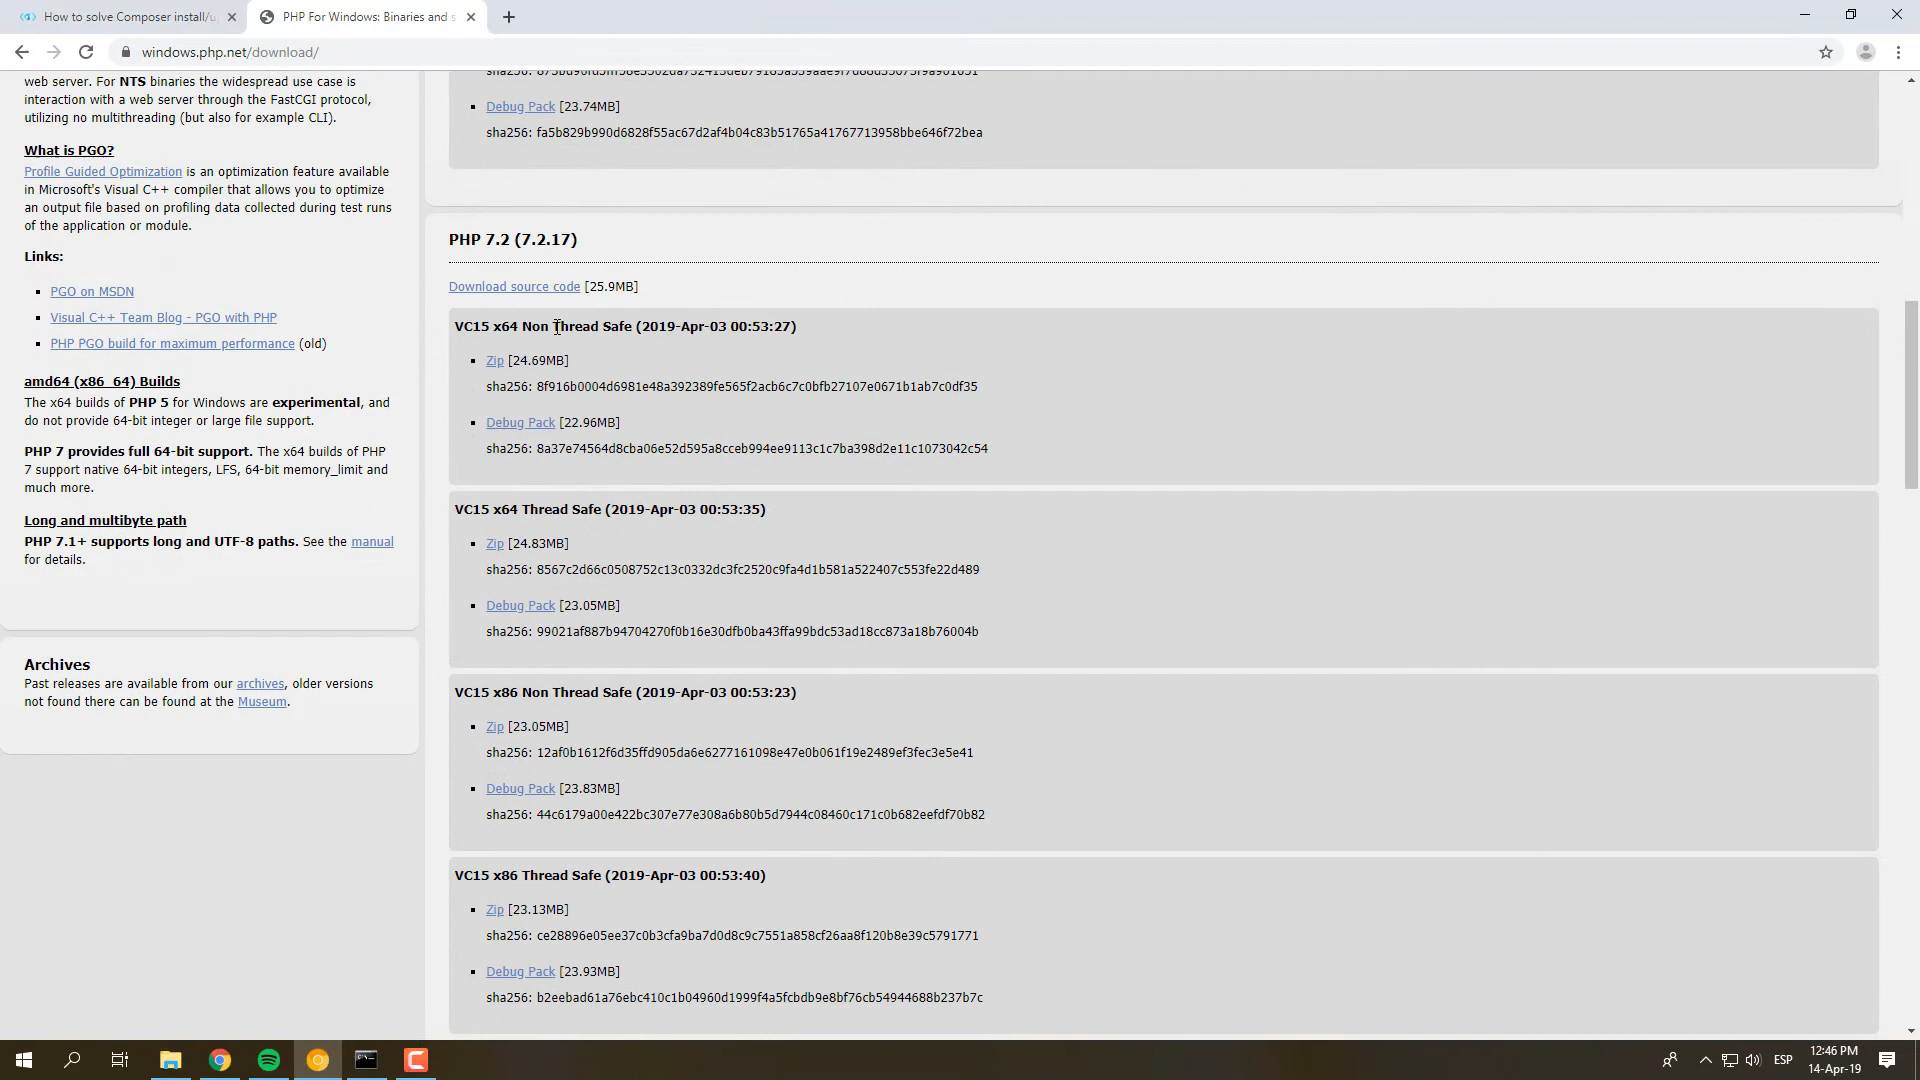 How to solve Composer install/u
PHP For Windows: Binaries and s
windows.php.net/download/
web server. For NTS binaries the widespread use case is
interaction with a web server through the FastCGI protocol,
utilizing no multithreading (but also for example CLI).
What is PGO?
Profile Guided Optimization is an optimization feature available
in Microsoft's Visual C++ compiler that allows you to optimize
an output file based on profiling data collected during test runs
of the application or module.
Links:
PGO on MSDN
Visual C++ Team Blog - PGO with PHP
PHP PGO build for maximum performance (old)
amd64 (x86_64) Builds
The x64 builds of PHP 5 for Windows are experimental, and
do not provide 64-bit integer or large file support.
PHP 7 provides full 64-bit support. The x64 builds of PHP
7 support native 64-bit integers, LFS, 64-bit memory_limit and
much more.
Long and multibyte path
PHP 7.1+ supports long and UTF-8 paths. See the manual
for details.
Archives
Past releases are available from our archives, older versions
not found there can be found at the Museum.
Debug Pack [23.74MB]
sha256: fa5b829b990d6828f55ac67d2af4b04c83b51765a41767713958bbe646f72bea
PHP 7.2 (7.2.17)
Download source code [25.9MB]
VC15 x64 Non Thread Safe (2019-Apr-03 00:53:27)
Zip [24.69MB]
sha256: 8f916b0004d6981e48a392389fe565f2acb6c7c0bfb27107e0671b1ab7c0df35
Debug Pack [22.96MB]
sha256: 8a37e74564d8cba06e52d595a8cceb994ee9113c1c7ba398d2e11c1073042c54
VC15 x64 Thread Safe (2019-Apr-03 00:53:35)
Zip [24.83MB]
sha256: 8567c2d66c0508752c13c0332dc3fc2520c9fa4d1b581a522407c553fe22d489
Debug Pack [23.05MB]
sha256: 99021af887b94704270f0b16e30dfb0ba43ffa99bdc53ad18cc873a18b76004b
VC15 x86 Non Thread Safe (2019-Apr-03 00:53:23)
Zip [23.05MB]
sha256: 12af0b1612f6d35ffd905da6e6277161098e47e0b061f19e2489ef3fec3e5e41
Debug Pack [23.83MB]
sha256: 44c6179a00e422bc307e77e308a6b80b5d7944c08460c171c0b682eefdf70b82
VC15 x86 Thread Safe (2019-Apr-03 00:53:40)
Zip [23.13MB]
sha256: ce28896e05ee37c0b3cfa9ba7d0d8c9c7551a858cf26aa8f120b8e39c5791771
Debug Pack [23.93MB]
sha256: b2eebad61a76ebc410c1b04960d1999f4a5fcbdb9e8bf76cb54944688b237b7c
ESP
12:46 PM
14-Apr-19